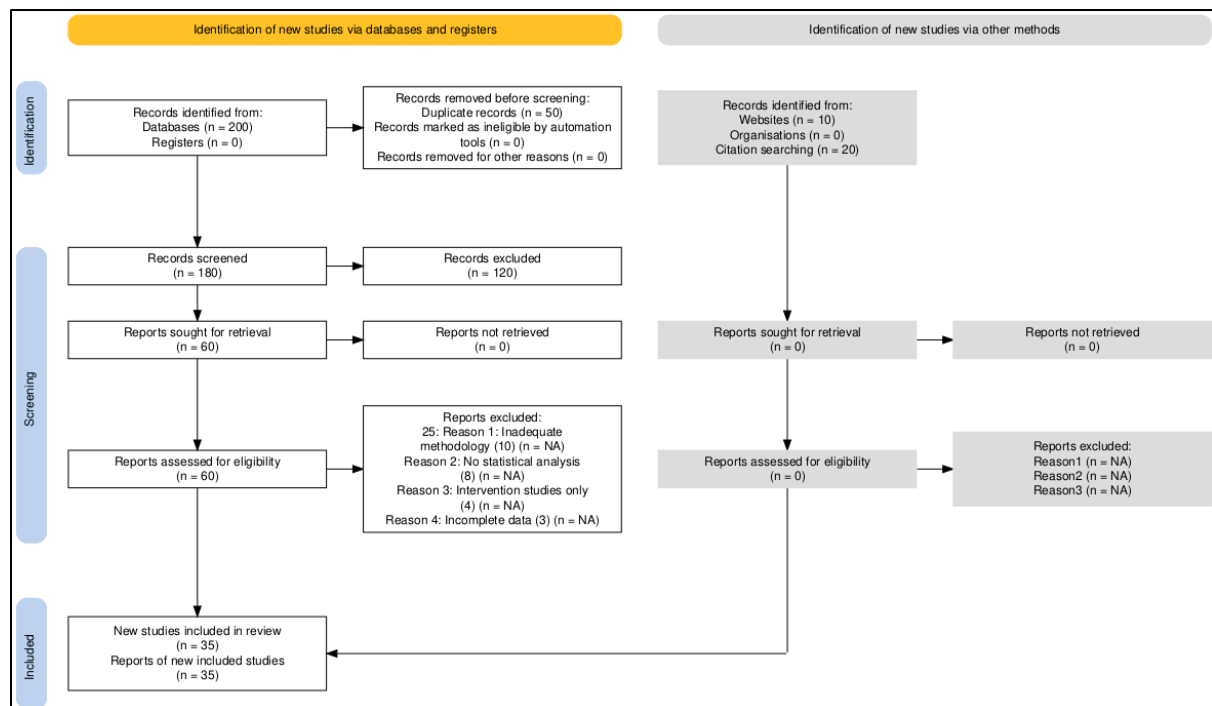 Identification of new studies via databases and registers
Identification of new studies via other methods
Identification
Records identified from:
Databases (n = 200)
Registers (n = 0)
Records removed before screening:
Duplicate records (n = 50)
Records marked as ineligible by automation
tools (n = 0)
Records removed for other reasons (n = 0)
Records identified from:
Websites (n = 10)
Organisations (n = 0)
Citation searching (n = 20)
Screening
Records screened
(n = 180)
Records excluded
(n = 120)
Reports sought for retrieval
(n = 60)
Reports not retrieved
(n = 0)
Reports sought for retrieval
(n = 0)
Reports not retrieved
(n = 0)
Reports assessed for eligibility
(n = 60)
Reports excluded:
25: Reason 1: Inadequate
methodology (10) (n = NA)
Reason 2: No statistical analysis
(8) (n = NA)
Reason 3: Intervention studies only
(4) (n = NA)
Reason 4: Incomplete data (3) (n = NA)
Reports assessed for eligibility
(n = 0)
Reports excluded:
Reason1 (n = NA)
Reason2 (n = NA)
Reason3 (n = NA)
Included
New studies included in review
(n = 35)
Reports of new included studies
(n = 35)